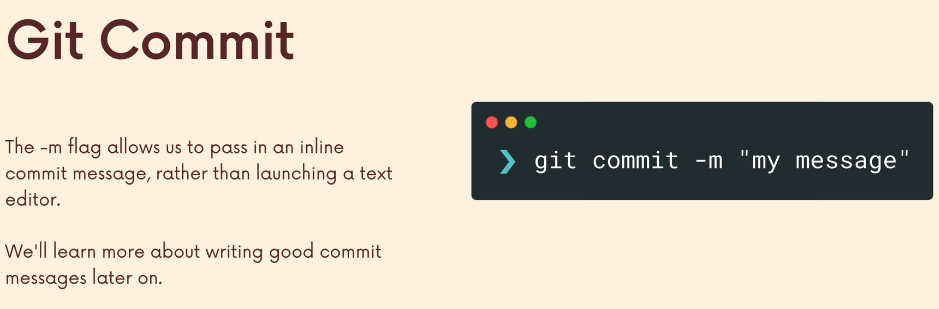 Git Commit
The -m flag allows us to pass in an inline
commit message, rather than launching a text
editor.
We'll learn more about writing good commit
messages later on.
❯ git commit -m "my message"